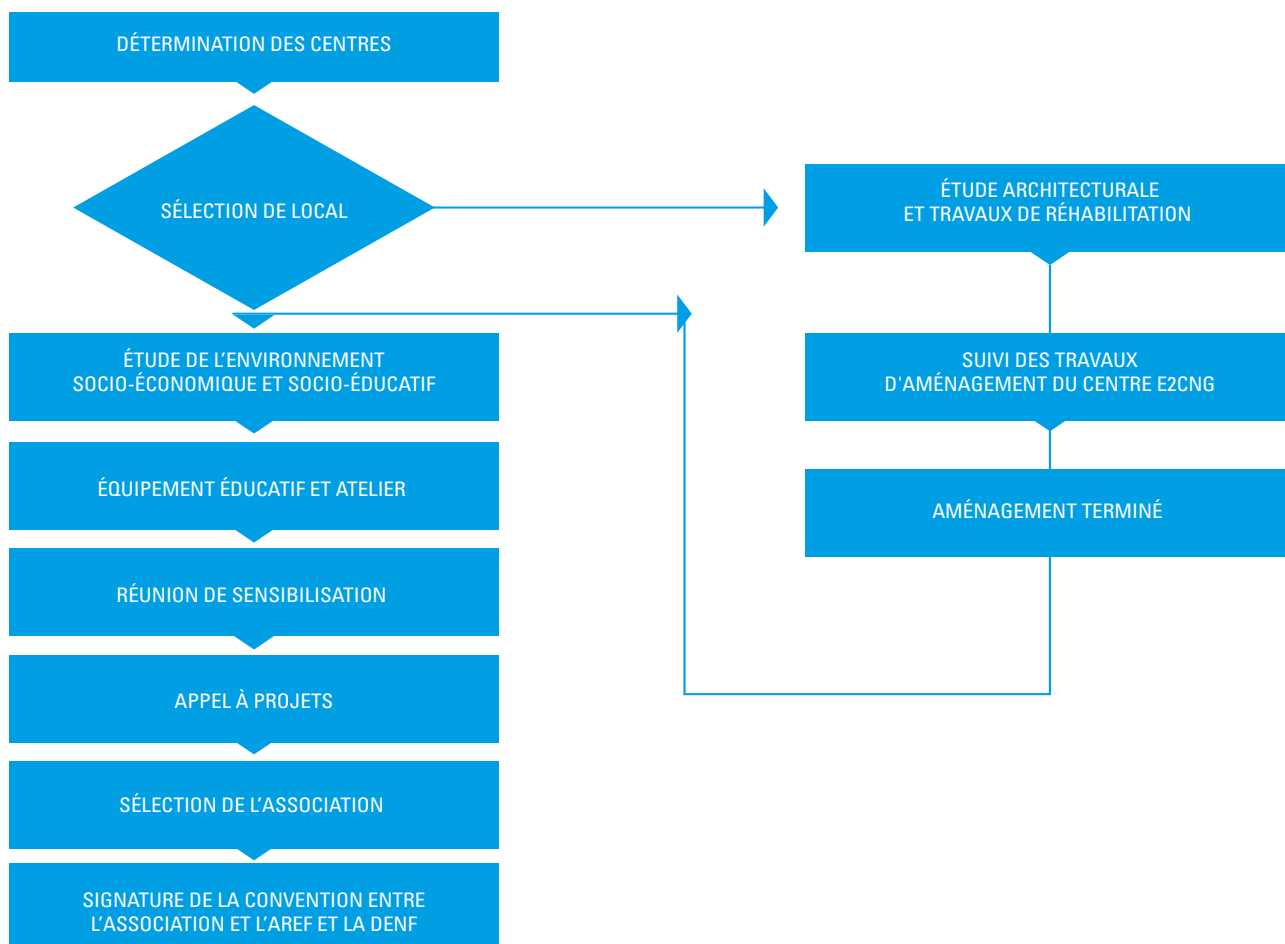 DÉTERMINATION DES CENTRES
SÉLECTION DE LOCAL
ÉTUDE ARCHITECTURALE
ET TRAVAUX DE RÉHABILITATION
ÉTUDE DE L'ENVIRONNEMENT
SOCIO-ÉCONOMIQUE ET SOCIO-ÉDUCATIF
SUIVI DES TRAVAUX
D'AMÉNAGEMENT DU CENTRE E2CNG
ÉQUIPEMENT ÉDUCATIF ET ATELIER
AMÉNAGEMENT TERMINÉ
RÉUNION DE SENSIBILISATION
APPEL À PROJETS
SÉLECTION DE L'ASSOCIATION
SIGNATURE DE LA CONVENTION ENTRE
L'ASSOCIATION ET L'AREF ET LA DENF